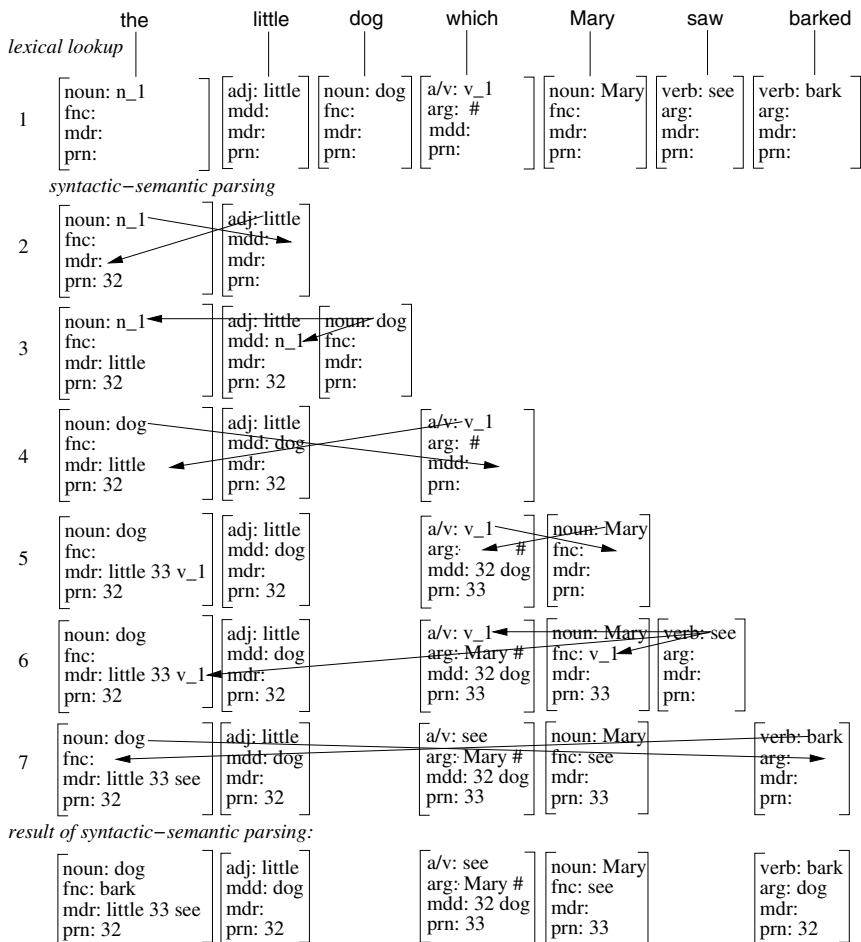 the little dog which Mary saw barked
lexical lookup
noun: n_1 adj: little noun: dog a/v: v_1 noun: Mary verb: see verb: bark
fnc: mdd: fnc: arg: # fnc: arg: arg:
1 mdr: mdr: mdr: mdd: mdr: mdr: mdr:
prn: prn: prn: prn: prn: prn: prn:
syntactic−semantic parsing
noun: n_1 adj: little
2 fnc: mdd:
mdr: mdr:
prn: 32 prn:
noun: n_1 adj: little noun: dog
3 fnc: mdd: n_1 fnc:
mdr: little mdr: mdr:
prn: 32 prn: 32 prn:
noun: dog adj: little a/v: v_1
4 fnc: mdd: dog arg: #
mdr: little mdr: mdd:
prn: 32 prn: 32 prn:
noun: dog adj: little a/v: v_1 noun: Mary
5 fnc: mdd: dog arg: # fnc:
mdr: little 33 v_1 mdr: mdd: 32 dog mdr:
prn: 32 prn: 32 prn: 33 prn:
noun: dog adj: little a/v: v_1 noun: Mary verb: see
6 fnc: mdd: dog arg: Mary # fnc: v_1 arg:
mdr: little 33 v_1 mdr: mdd: 32 dog mdr: mdr:
prn: 32 prn: 32 prn: 33 prn: 33 prn:
noun: dog adj: little a/v: see noun: Mary verb: bark
7 fnc: mdd: dog arg: Mary # fnc: see arg:
mdr: little 33 see mdr: mdd: 32 dog mdr: mdr:
prn: 32 prn: 32 prn: 33 prn: 33 prn:
result of syntactic−semantic parsing:
noun: dog adj: little a/v: see noun: Mary verb: bark
fnc: bark mdd: dog arg: Mary # fnc: see arg: dog
mdr: little 33 see mdr: mdd: 32 dog mdr: mdr:
prn: 32 prn: 32 prn: 33 prn: 33 prn: 32